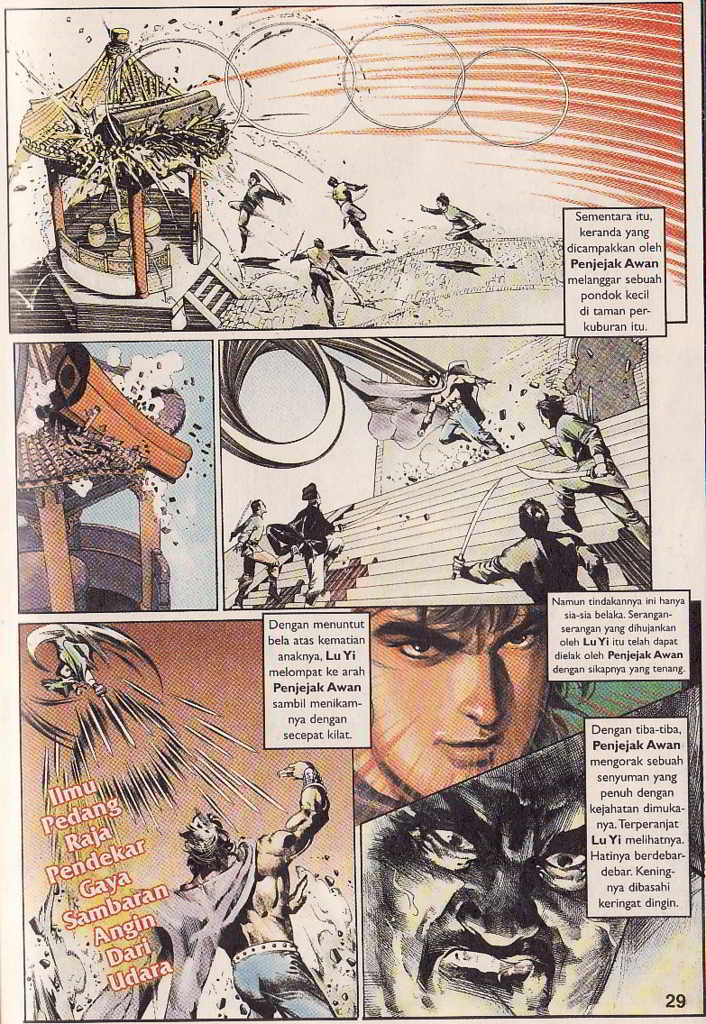 Sementara itu,
keranda yang
dicampakkan oleh
Penjejak Awan
melanggar sebuah
pondok kecil
di taman per-
kuburan itu.
Dengan menuntut
bela atas kematian
anaknya, Lu Yi
melompat ke arah
Penjejak Awan
sambil menikam-
nya dengan
secepat kilat.
Namun tindakannya ini hanya
sia-sia belaka. Serangan-
serangan yang dihujankan
oleh Lu Yi itu telah dapat
dielak oleh Penjejak Awan
dengan sikapnya yang tenang.
Ilmu
Pedang
Raja
Pendekar
Gaya
Sambaran
Angin
Dari
Udara
Dengan tiba-tiba,
Penjejak Awan
mengorak sebuah
senyuman yang
penuh dengan
kejahatan dimuka-
nya. Terperanjat
Lu Yi melihatnya.
Hatinya berdebar-
debar. Kening-
nya dibasahi
keringat dingin.
29